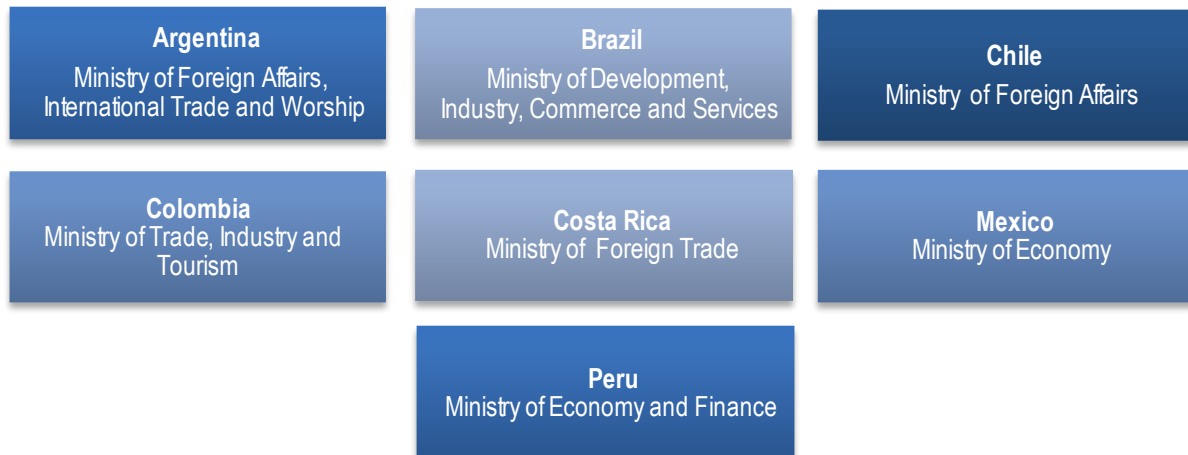 Argentina
Ministry of Foreign Affairs,
International Trade and Worship
Brazil
Ministry of Development,
Industry, Commerce and Services
Chile
Ministry of Foreign Affairs
Colombia
Ministry of Trade, Industry and
Tourism
Costa Rica
Ministry of Foreign Trade
Mexico
Ministry of Economy
Peru
Ministry of Economy and Finance